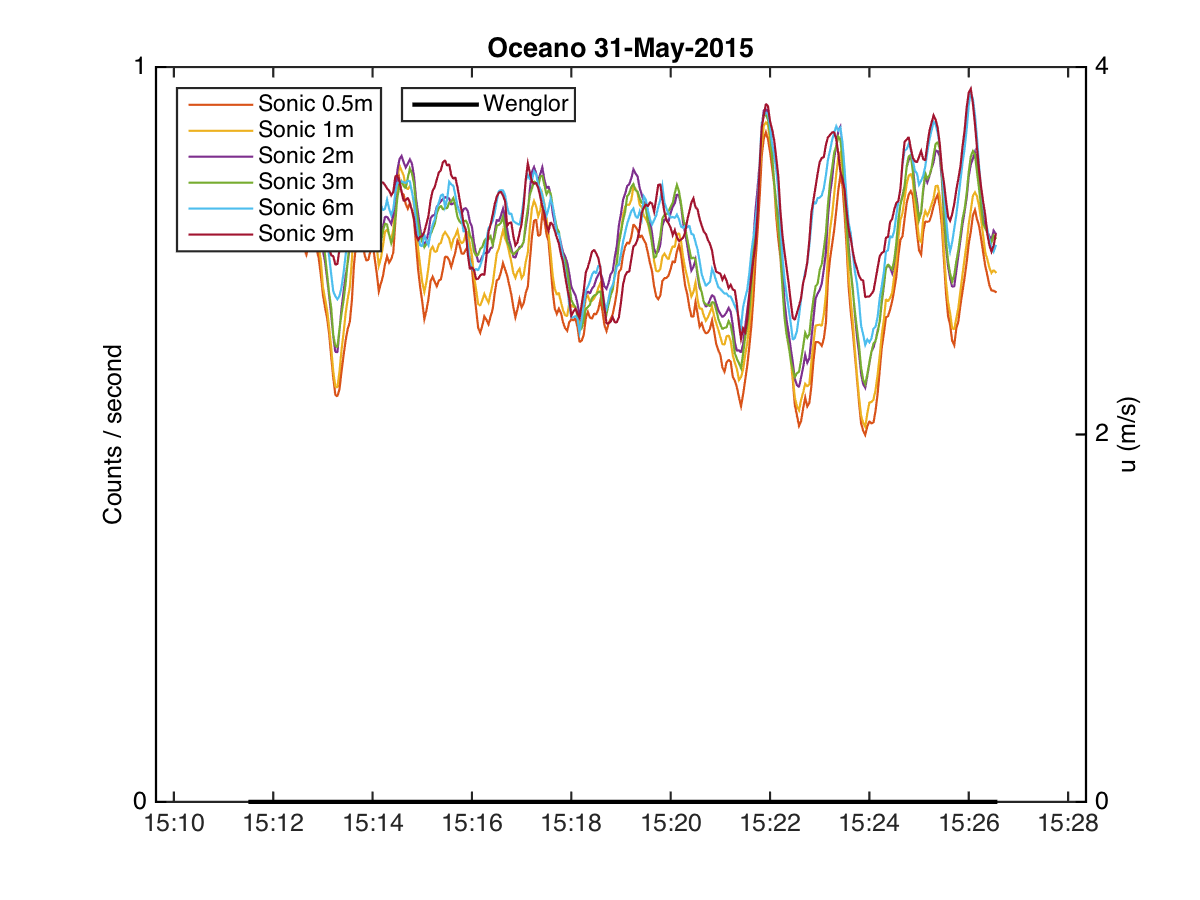 Oceano 31-May-2015
1
4
Sonic 0.5m
Sonic 1m
Sonic 2m
Sonic 3m
Sonic 6m
Sonic 9m
Wenglor
Counts / second
2
u (m/s)
0
0
15:10 15:12 15:14 15:16 15:18 15:20 15:22 15:24 15:26 15:28